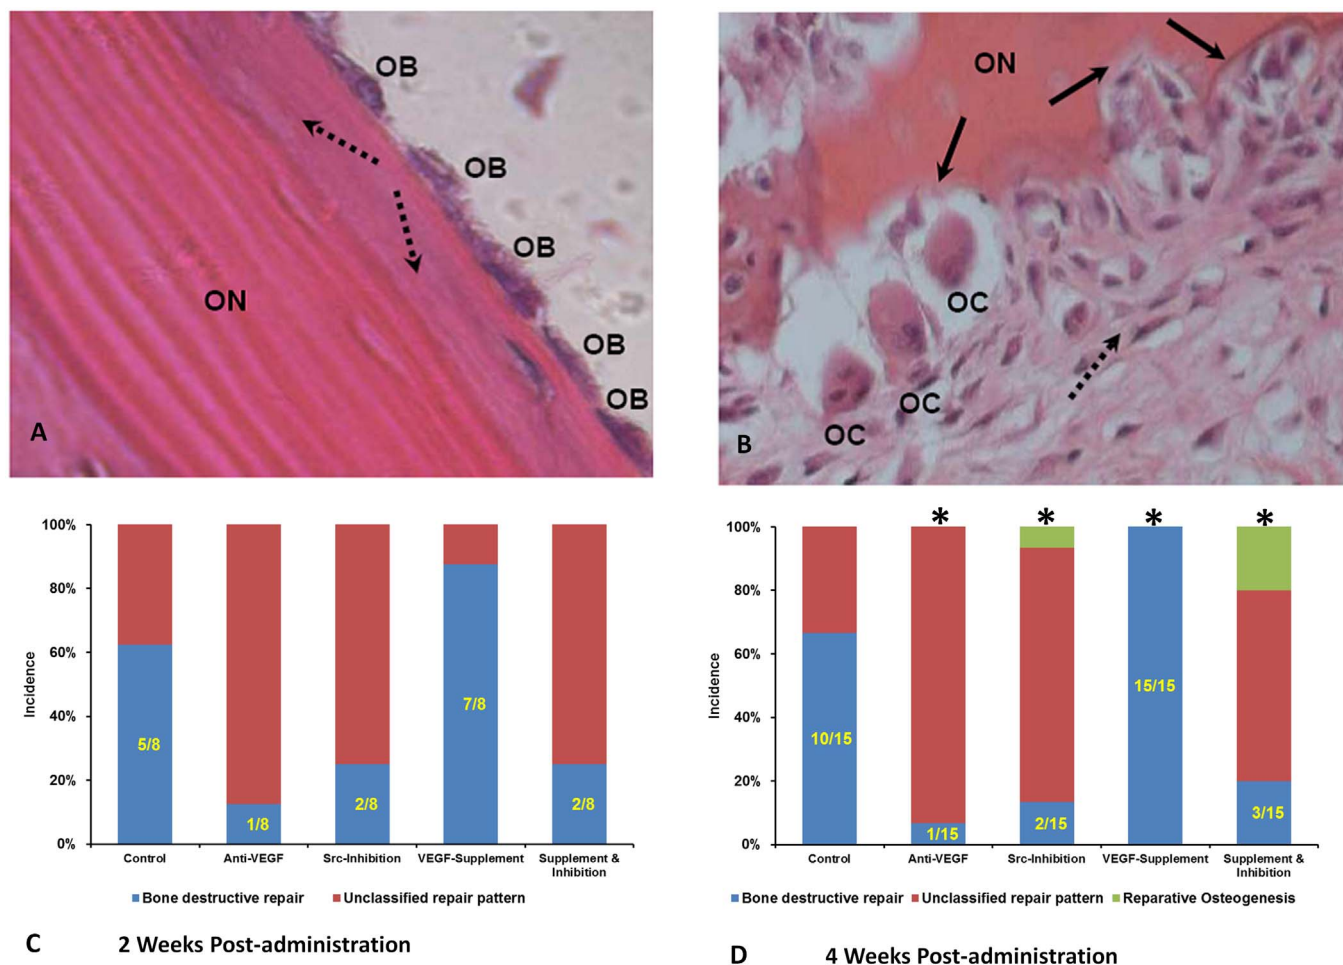 OB
OB
OB
OB
OB
ON
A
ON
OC
OC
OC
B
100%
80%
60%
40%
20%
0%
Incidence
5/8
1/8
2/8
7/8
2/8
Control
Anti-VEGF
Src-Inhibition
VEGF-Supplement
Supplement &
Inhibition
Bone destructive repair
Unclassified repair pattern
C
2 Weeks Post-administration
* * * *
100%
80%
60%
40%
20%
0%
Incidence
10/15
1/15
2/15
15/15
3/15
Control
Anti-VEGF
Src-Inhibition
VEGF-Supplement
Supplement &
Inhibition
Bone destructive repair
Unclassified repair pattern
Reparative Osteogenesis
D
4 Weeks Post-administration